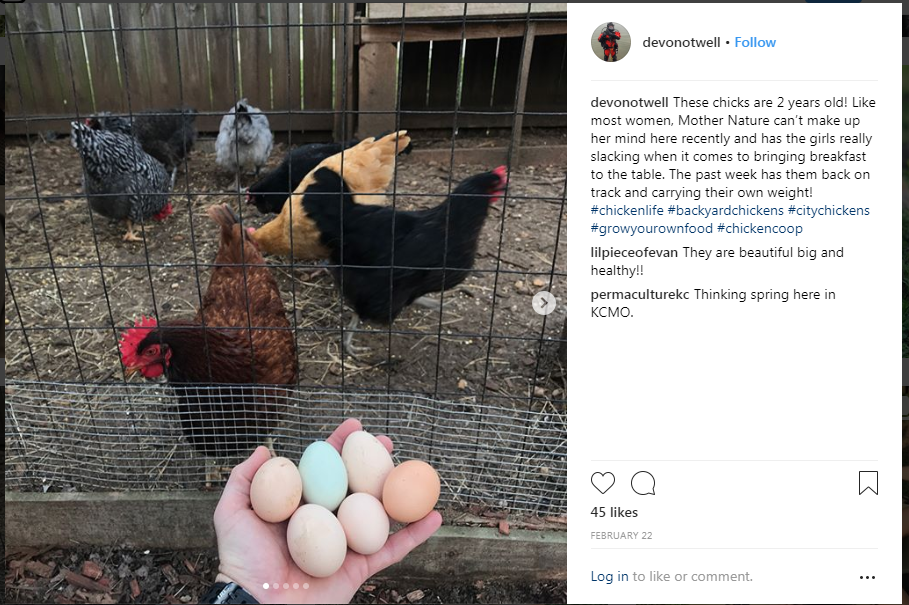 devonotwell • Follow
devonotwell These chicks are 2 years old! Like
most women, Mother Nature can't make up
her mind here recently and has the girls really
slacking when it comes to bringing breakfast
to the table. The past week has them back on
track and carrying their own weight!
#chickenlife #backyardchickens #citychickens
#growyourownfood #chickencoop
lilpieceofevan They are beautiful big and
healthy!!
permaculturekc Thinking spring here in
KCMO.
45 likes
FEBRUARY 22
Log in to like or comment.